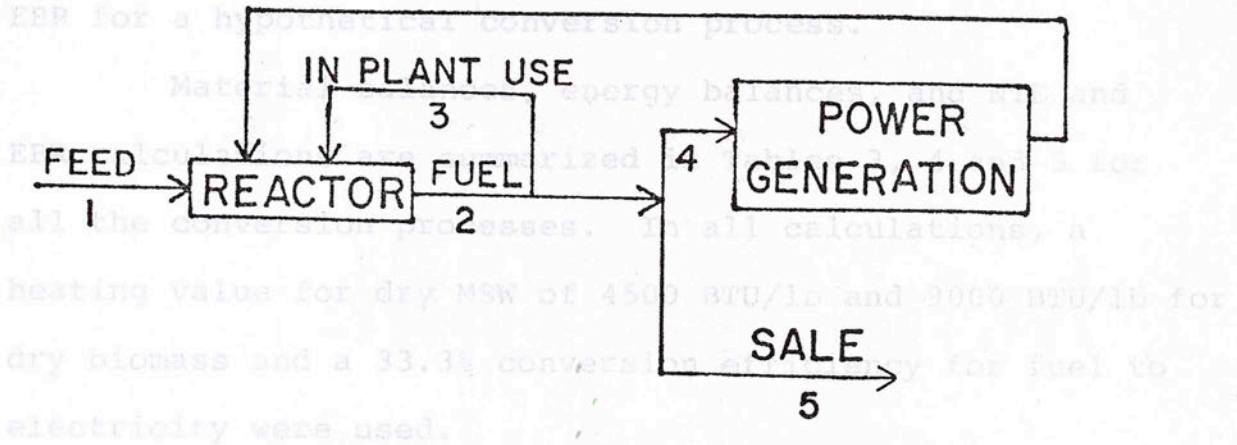 EBR for a hypothetical conversion process.
IN PLANT USE
3
Material balances, energy balances, and and
POWER
GENERATION
4
EBR calculations are summarized in Tables 3, 4 and 5 for
FEED
1
REACTOR
FUEL
2
all the conversion processes. In all calculations, a
heating value for dry MSW of 4500 BTU/lb and 9000 BTU/lb for
SALE
5
dry biomass and a 33.3% conversion efficiency for fuel to
electricity were used.